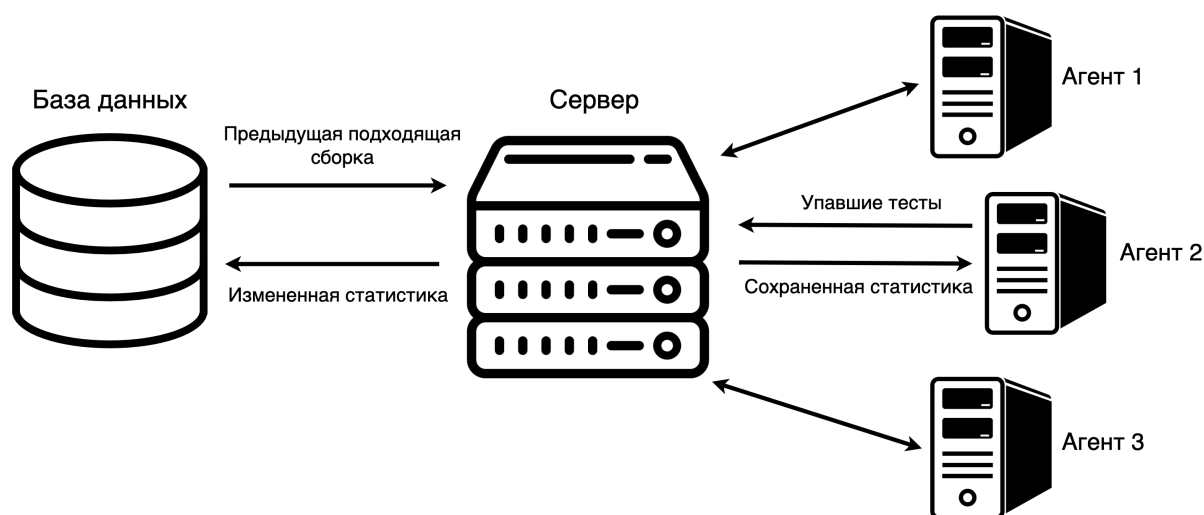 База данных
Предыдущая подходящая
сборка
Измененная статистика
Сервер
Агент 1
Упавшие тесты
Сохраненная статистика
Агент 2
Агент 3